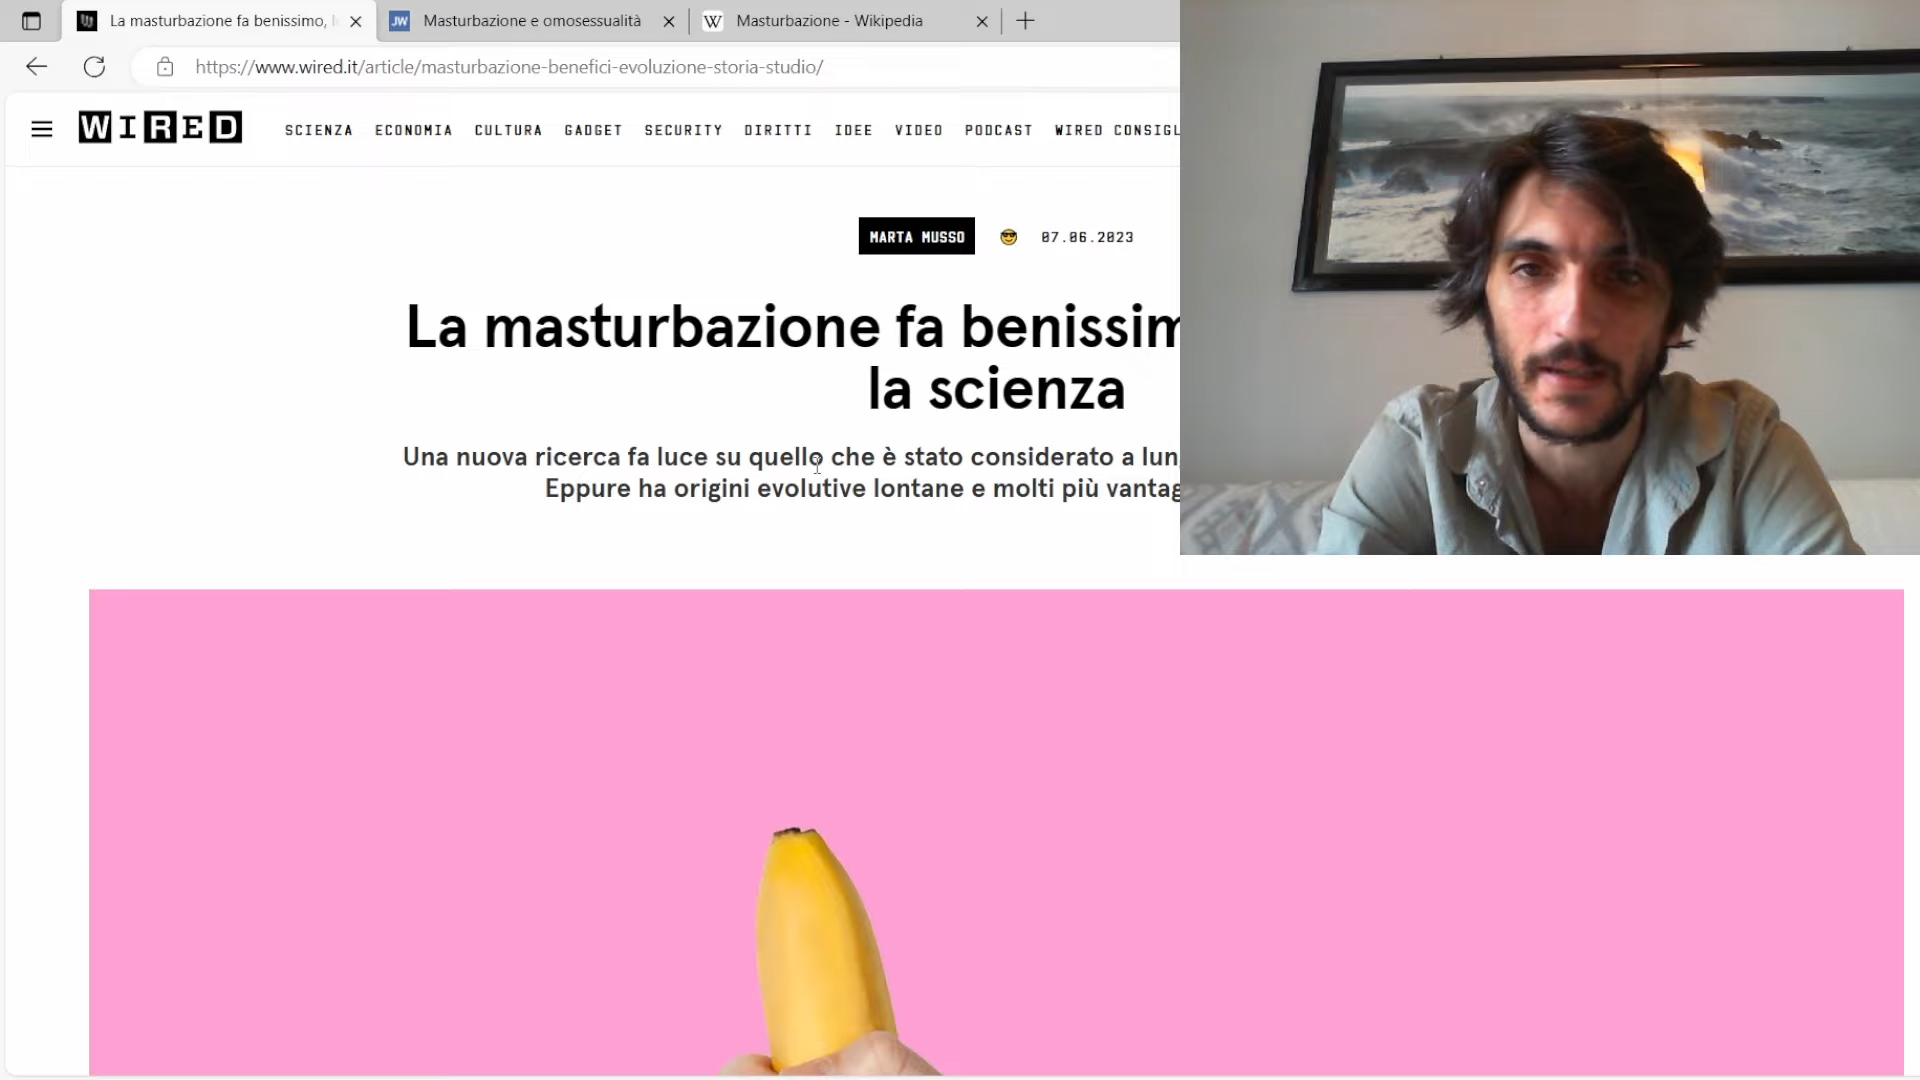 La masturbazione fa benissimo,
Masturbazione e omosessualità
Masturbazione - Wikipedia
https://www.wired.it/article/masturbazione-benefici-evoluzione-storia-studio/
WIRED
SCIENZA ECONOMIA CULTURA GADGET SECURITY DIRITTI IDEE VIDEO PODCAST WIRED CONSIGL
MARTA MUSSO 07.06.2023
La masturbazione fa benissim
la scienza
Una nuova ricerca fa luce su quello che è stato considerato a lun
Eppure ha origini evolutive lontane e molti più vantag